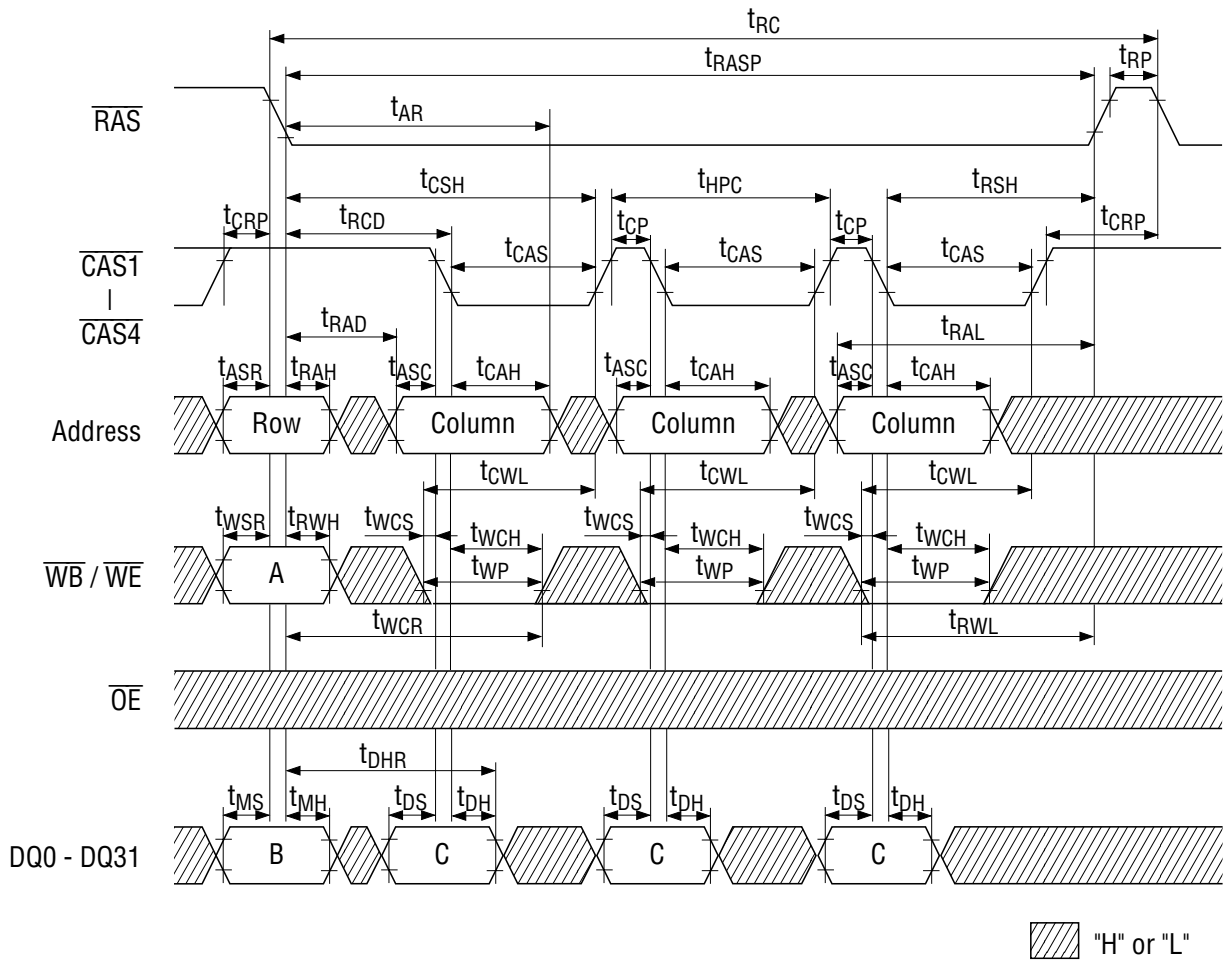 tRC
tRASP
tRP
RAS
tAR
tCSH
tHPC
tRSH
tCRP
tRCD
tCP
tCP
tCRP
CAS1
|
CAS4
tCAS
tCAS
tCAS
tRAD
tRAL
tASR
tRAH
tASC
tCAH
tASC
tCAH
tASC
tCAH
Address
Row
Column
Column
Column
tCWL
tCWL
tCWL
tWSR
tRWH
tWCS
tWCH
tWCS
tWCH
tWCS
tWCH
WB / WE
A
tWP
tWP
tWP
tWCR
tRWL
OE
tDHR
tMS
tMH
tDS
tDH
tDS
tDH
tDS
tDH
DQ0 - DQ31
B
C
C
C
"H" or "L"